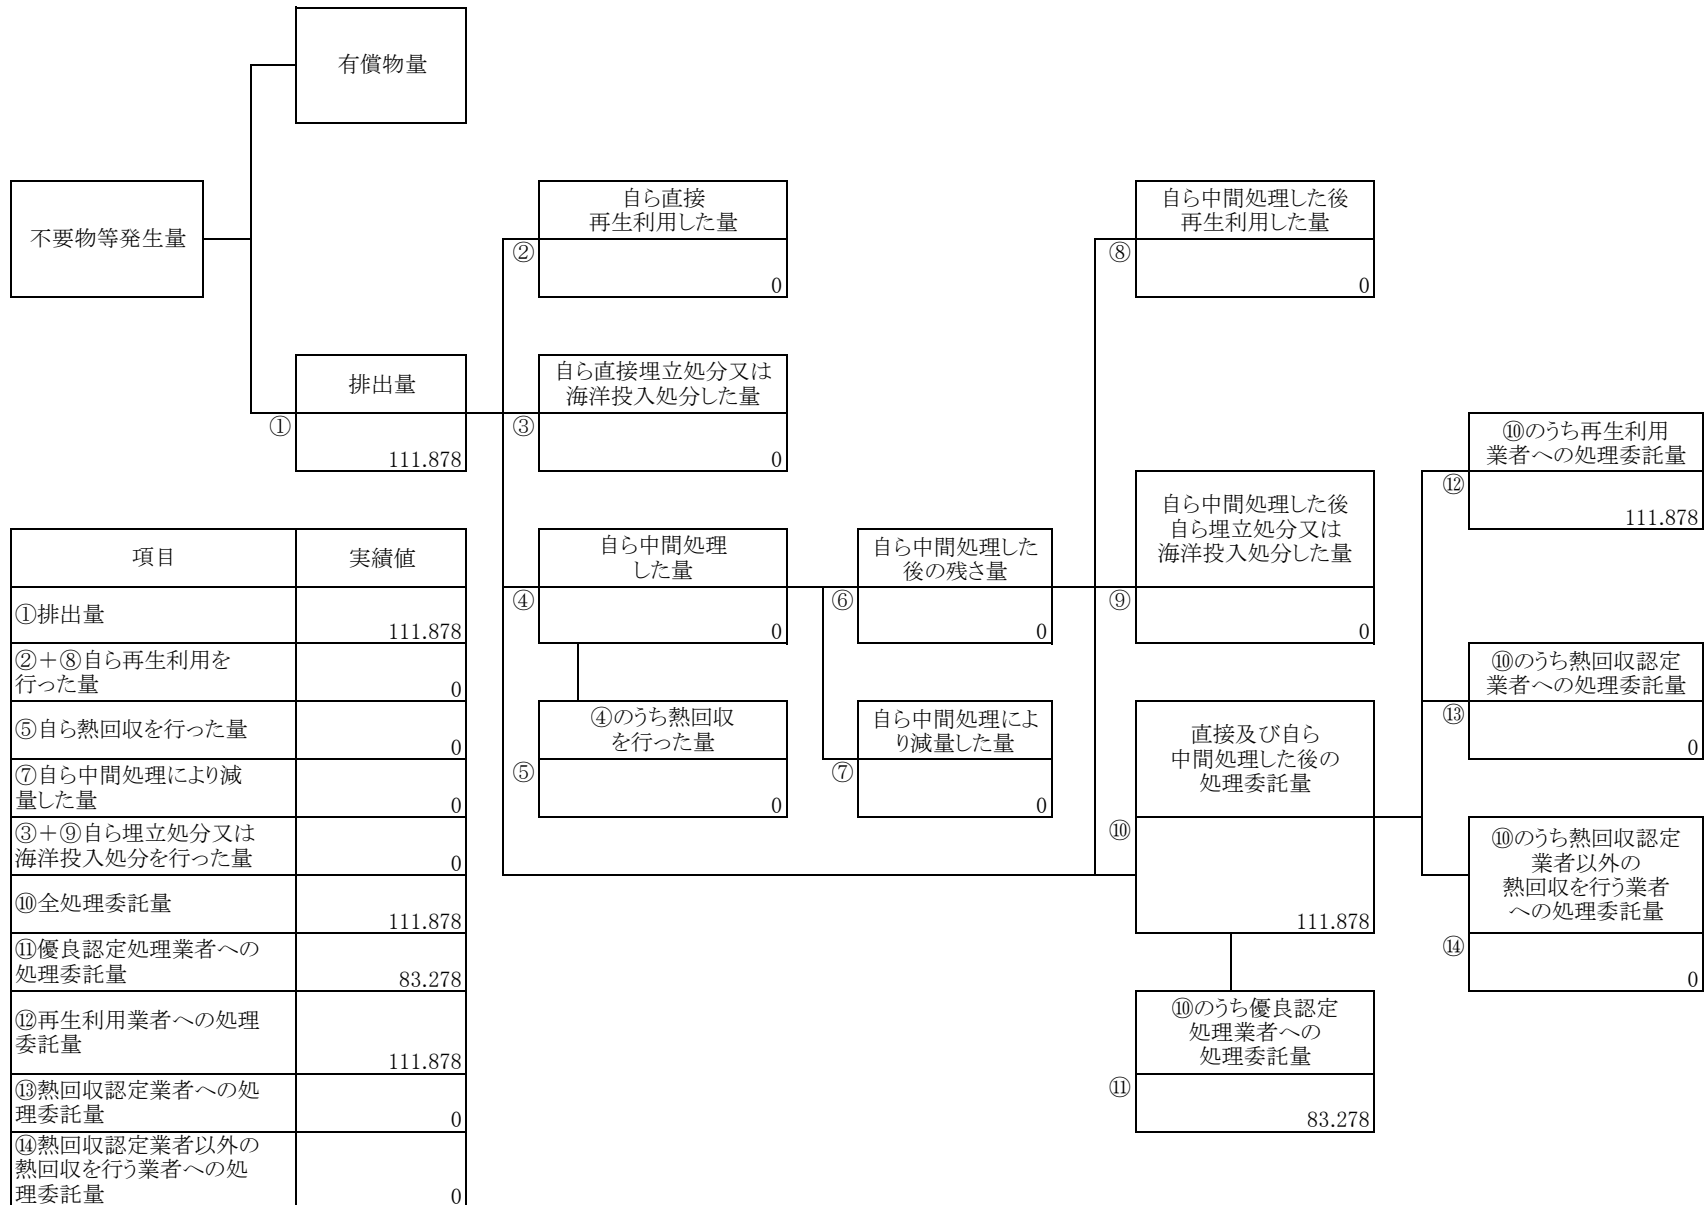 有償物量
不要物等発生量
自ら直接
再生利用した量
②
0
自ら中間処理した後
再生利用した量
⑧
0
排出量
①
111.878
自ら直接埋立処分又は
海洋投入処分した量
③
0
⑩のうち再生利用
業者への処理委託量
⑫
111.878
自ら中間処理
した量
④
0
自ら中間処理した
後の残さ量
⑥
0
自ら中間処理した後
自ら埋立処分又は
海洋投入処分した量
⑨
0
⑩のうち熱回収認定
業者への処理委託量
⑬
0
④のうち熱回収
を行った量
⑤
0
自ら中間処理によ
り減量した量
⑦
0
直接及び自ら
中間処理した後の
処理委託量
⑩
111.878
⑩のうち熱回収認定
業者以外の
熱回収を行う業者
への処理委託量
⑭
0
⑩のうち優良認定
処理業者への
処理委託量
⑪
83.278
項目 実績値
①排出量
111.878
②＋⑧自ら再生利用を
行った量
0
⑤自ら熱回収を行った量
0
⑦自ら中間処理により減
量した量
0
③＋⑨自ら埋立処分又は
海洋投入処分を行った量
0
⑩全処理委託量
111.878
⑪優良認定処理業者への
処理委託量
83.278
⑫再生利用業者への処理
委託量
111.878
⑬熱回収認定業者への処
理委託量
0
⑭熱回収認定業者以外の
熱回収を行う業者への処
理委託量
0